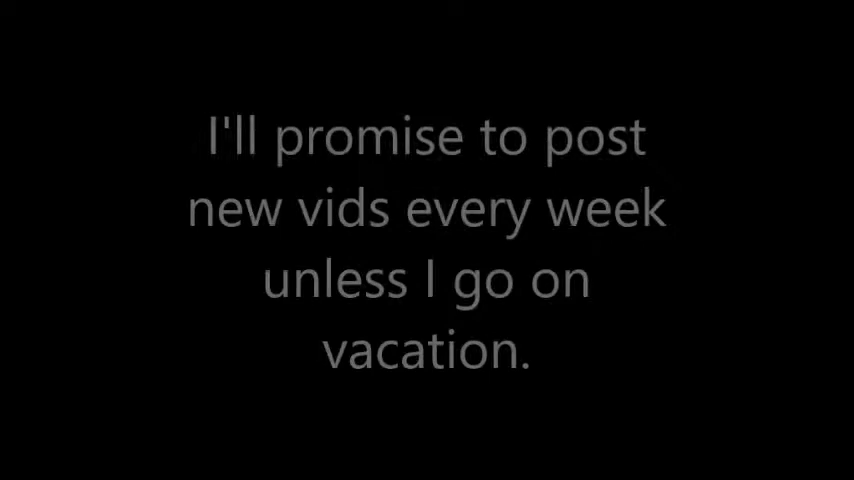 I'll promise to post
new vids every week
unless I go on
vacation.